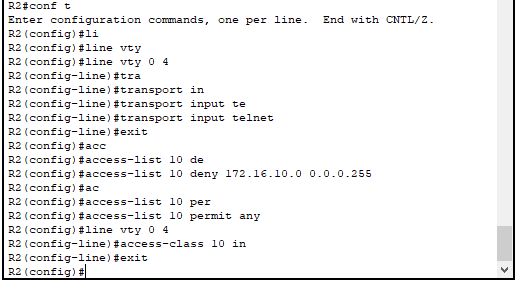 R2#conf t
Enter configuration commands, one per line.  End with CNTL/Z.
R2(config)#li
R2(config)#line vty
R2(config)#line vty 0 4
R2(config-line)#tra
R2(config-line)#transport in
R2(config-line)#transport input te
R2(config-line)#transport input telnet
R2(config-line)#exit
R2(config)#acc
R2(config)#access-list 10 de
R2(config)#access-list 10 deny 172.16.10.0 0.0.0.255
R2(config)#ac
R2(config)#access-list 10 per
R2(config)#access-list 10 permit any
R2(config)#line vty 0 4
R2(config-line)#access-class 10 in
R2(config-line)#exit
R2(config)#